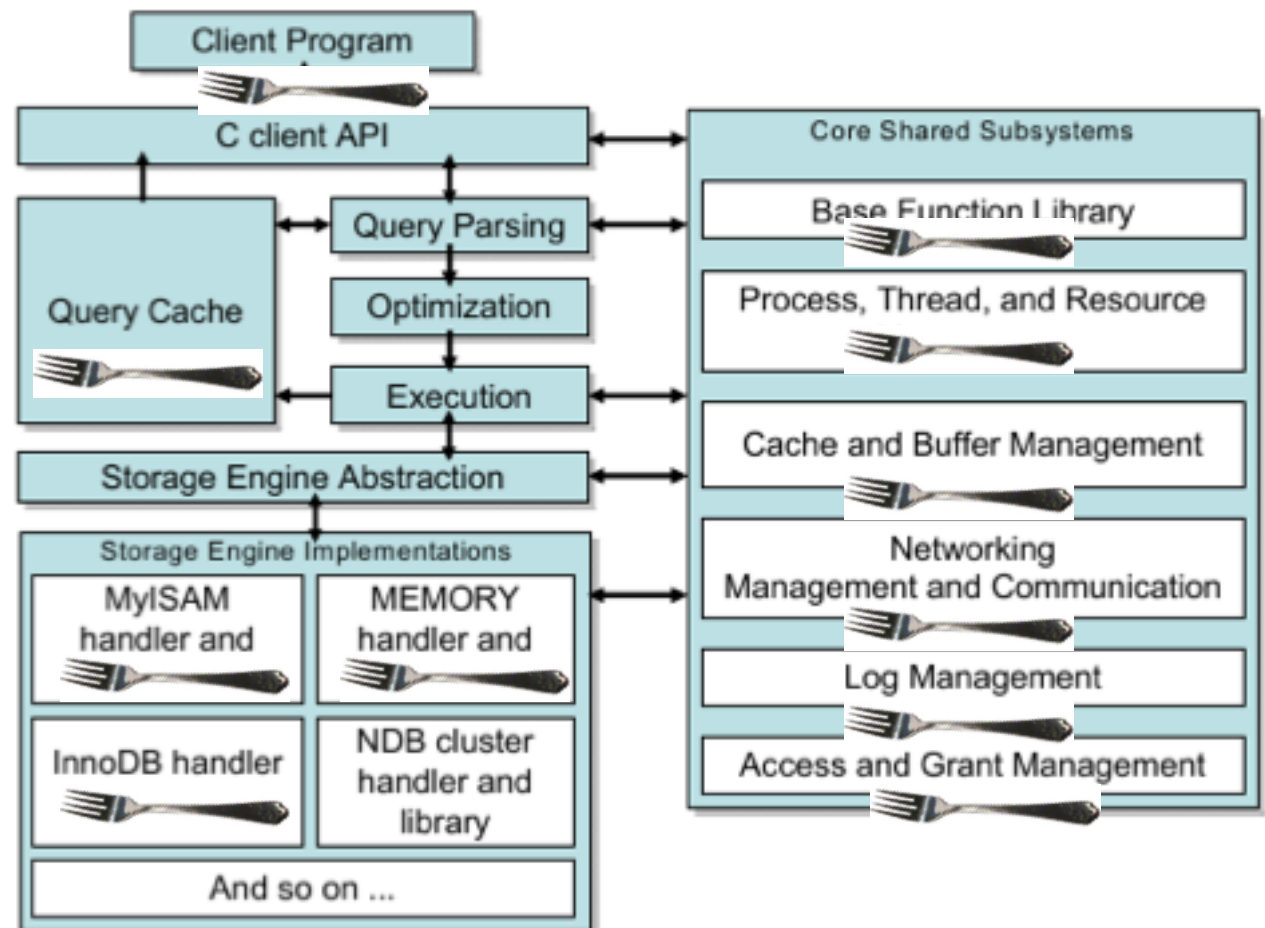 Client Program
C client API
Core Shared Subsystems
Base Function Library
Query Parsing
Process, Thread, and Resource
Query Cache
Optimization
Execution
Cache and Buffer Management
Storage Engine Abstraction
Networking
Management and Communication
Storage Engine Implementations
MyISAM
handler and
MEMORY
handler and
Log Management
InnoDB handler
NDB cluster
handler and
library
Access and Grant Management
And so on ...